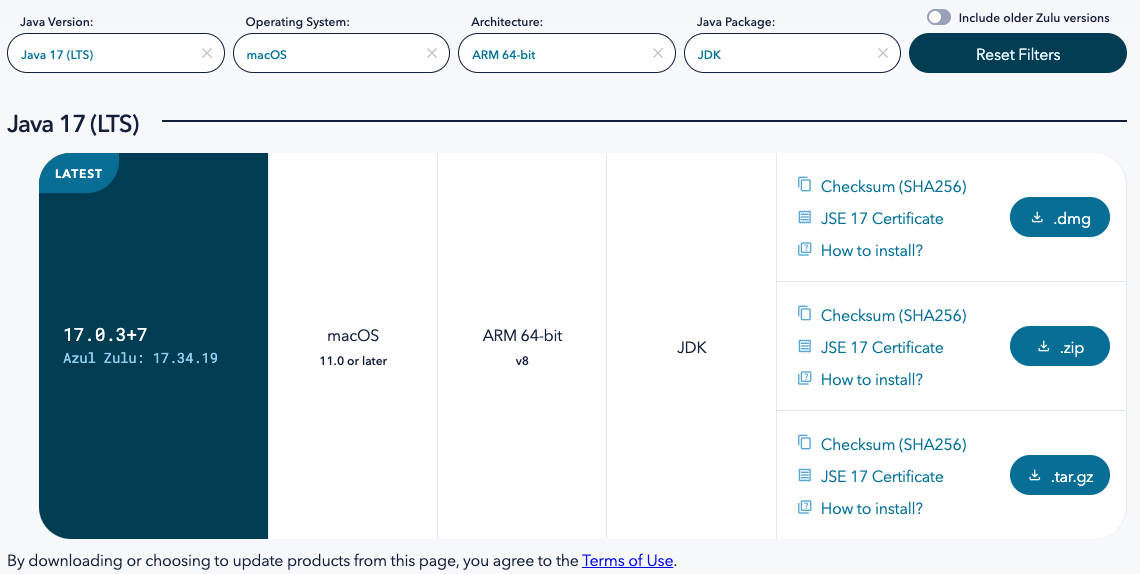 Java Version:
Operating System:
Architecture:
Java Package:
Include older Zulu versions
Java 17 (LTS)
macOS
ARM 64-bit
JDK
Reset Filters
Java 17 (LTS)
LATEST
17.0.3+7
Azul Zulu: 17.34.19
macOS
11.0 or later
ARM 64-bit
v8
JDK
Checksum (SHA256)
JSE 17 Certificate
How to install?
.dmg
Checksum (SHA256)
JSE 17 Certificate
How to install?
.zip
Checksum (SHA256)
JSE 17 Certificate
How to install?
.tar.gz
By downloading or choosing to update products from this page, you agree to the Terms of Use.